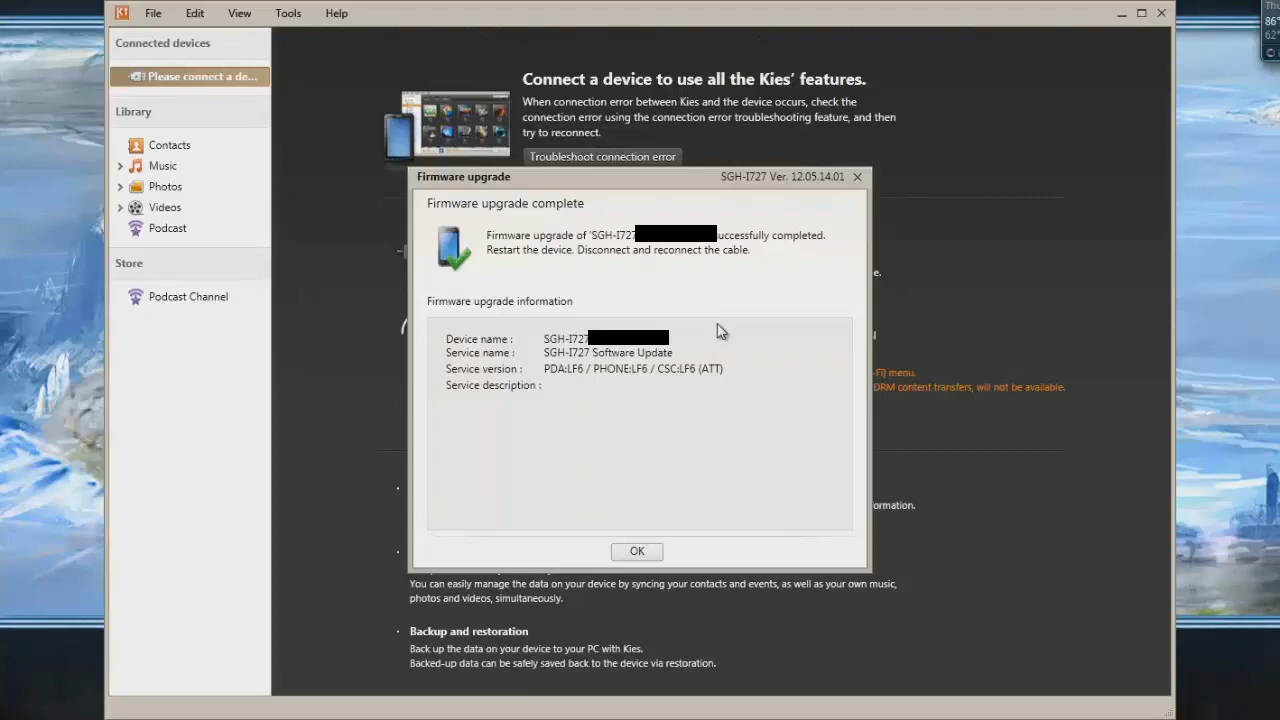 File Edit View Tools Help
Connected devices
Please connect a de...
Library
Contacts
Music
Photos
Videos
Podcast
Store
Podcast Channel
Connect a device to use all the Kies' features.
When connection error between Kies and the device occurs, check the
connection error using the connection error troubleshooting feature, and then
try to reconnect.
Troubleshoot connection error
Firmware upgrade SGH-I727 Ver. 12.05.14.01
Firmware upgrade complete
Firmware upgrade of 'SGH-I727 successfully completed.
Restart the device. Disconnect and reconnect the cable.
Firmware upgrade information
Device name : SGH-I727
Service name : SGH-I727 Software Update
Service version : PDA:LF6 / PHONE:LF6 / CSC:LF6 (ATT)
Service description :
OK
-Fi] menu.
DRM content transfers, will not be available.
ormation.
You can easily manage the data on your device by syncing your contacts and events, as well as your own music,
photos and videos, simultaneously.
Backup and restoration
Back up the data on your device to your PC with Kies.
Backed-up data can be safely saved back to the device via restoration.
86°
62°